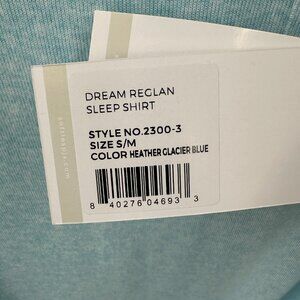 DREAM REGLAN
SLEEP SHIRT
STYLE NO.2300-3
SIZE S/M
COLOR HEATHER GLACIER BLUE
8 40276 04693 3